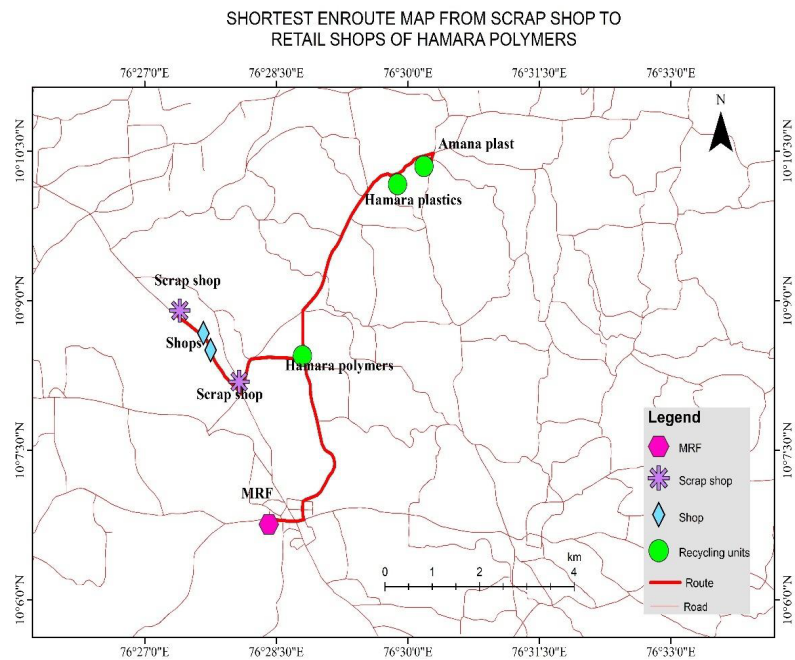 SHORTEST ENROUTE MAP FROM SCRAP SHOP TO
RETAIL SHOPS OF HAMARA POLYMERS
76°27'0"E 76°28'30"E 76°30'0"E 76°31'30"E 76°33'0"E
N
10°10'30"N 10°10'30"N
Amana plast
Hamara plastics
10°9'0"N 10°9'0"N
Scrap shop
Shops
Hamara polymers
Scrap shop
10°7'30"N 10°7'30"N
MRF
10°6'0"N 10°6'0"N
Legend
MRF
Scrap shop
Shop
Recycling units
Route
Road
km
0 1 2 4
76°27'0"E 76°28'30"E 76°30'0"E 76°31'30"E 76°33'0"E